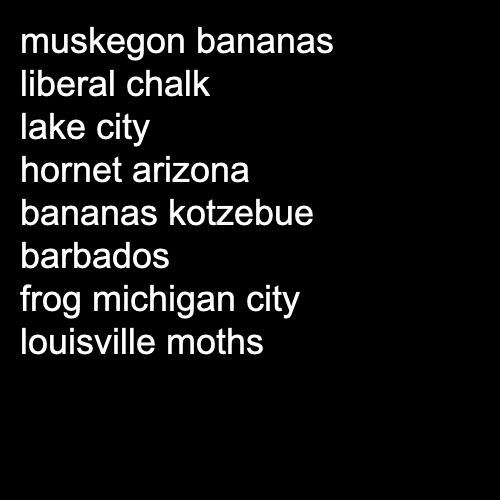 muskegon bananas
liberal chalk
lake city
hornet arizona
bananas kotzebue
barbados
frog michigan city
louisville moths